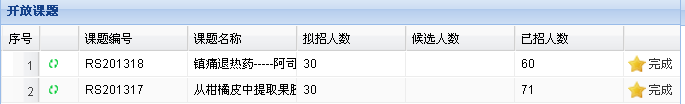 开放课题
序号 课题编号 课题名称 拟招人数 候选人数 已招人数
1 RS201318 镇痛退热药-----阿司 30 60 完成
2 RS201317 从柑橘皮中提取果胶 30 71 完成